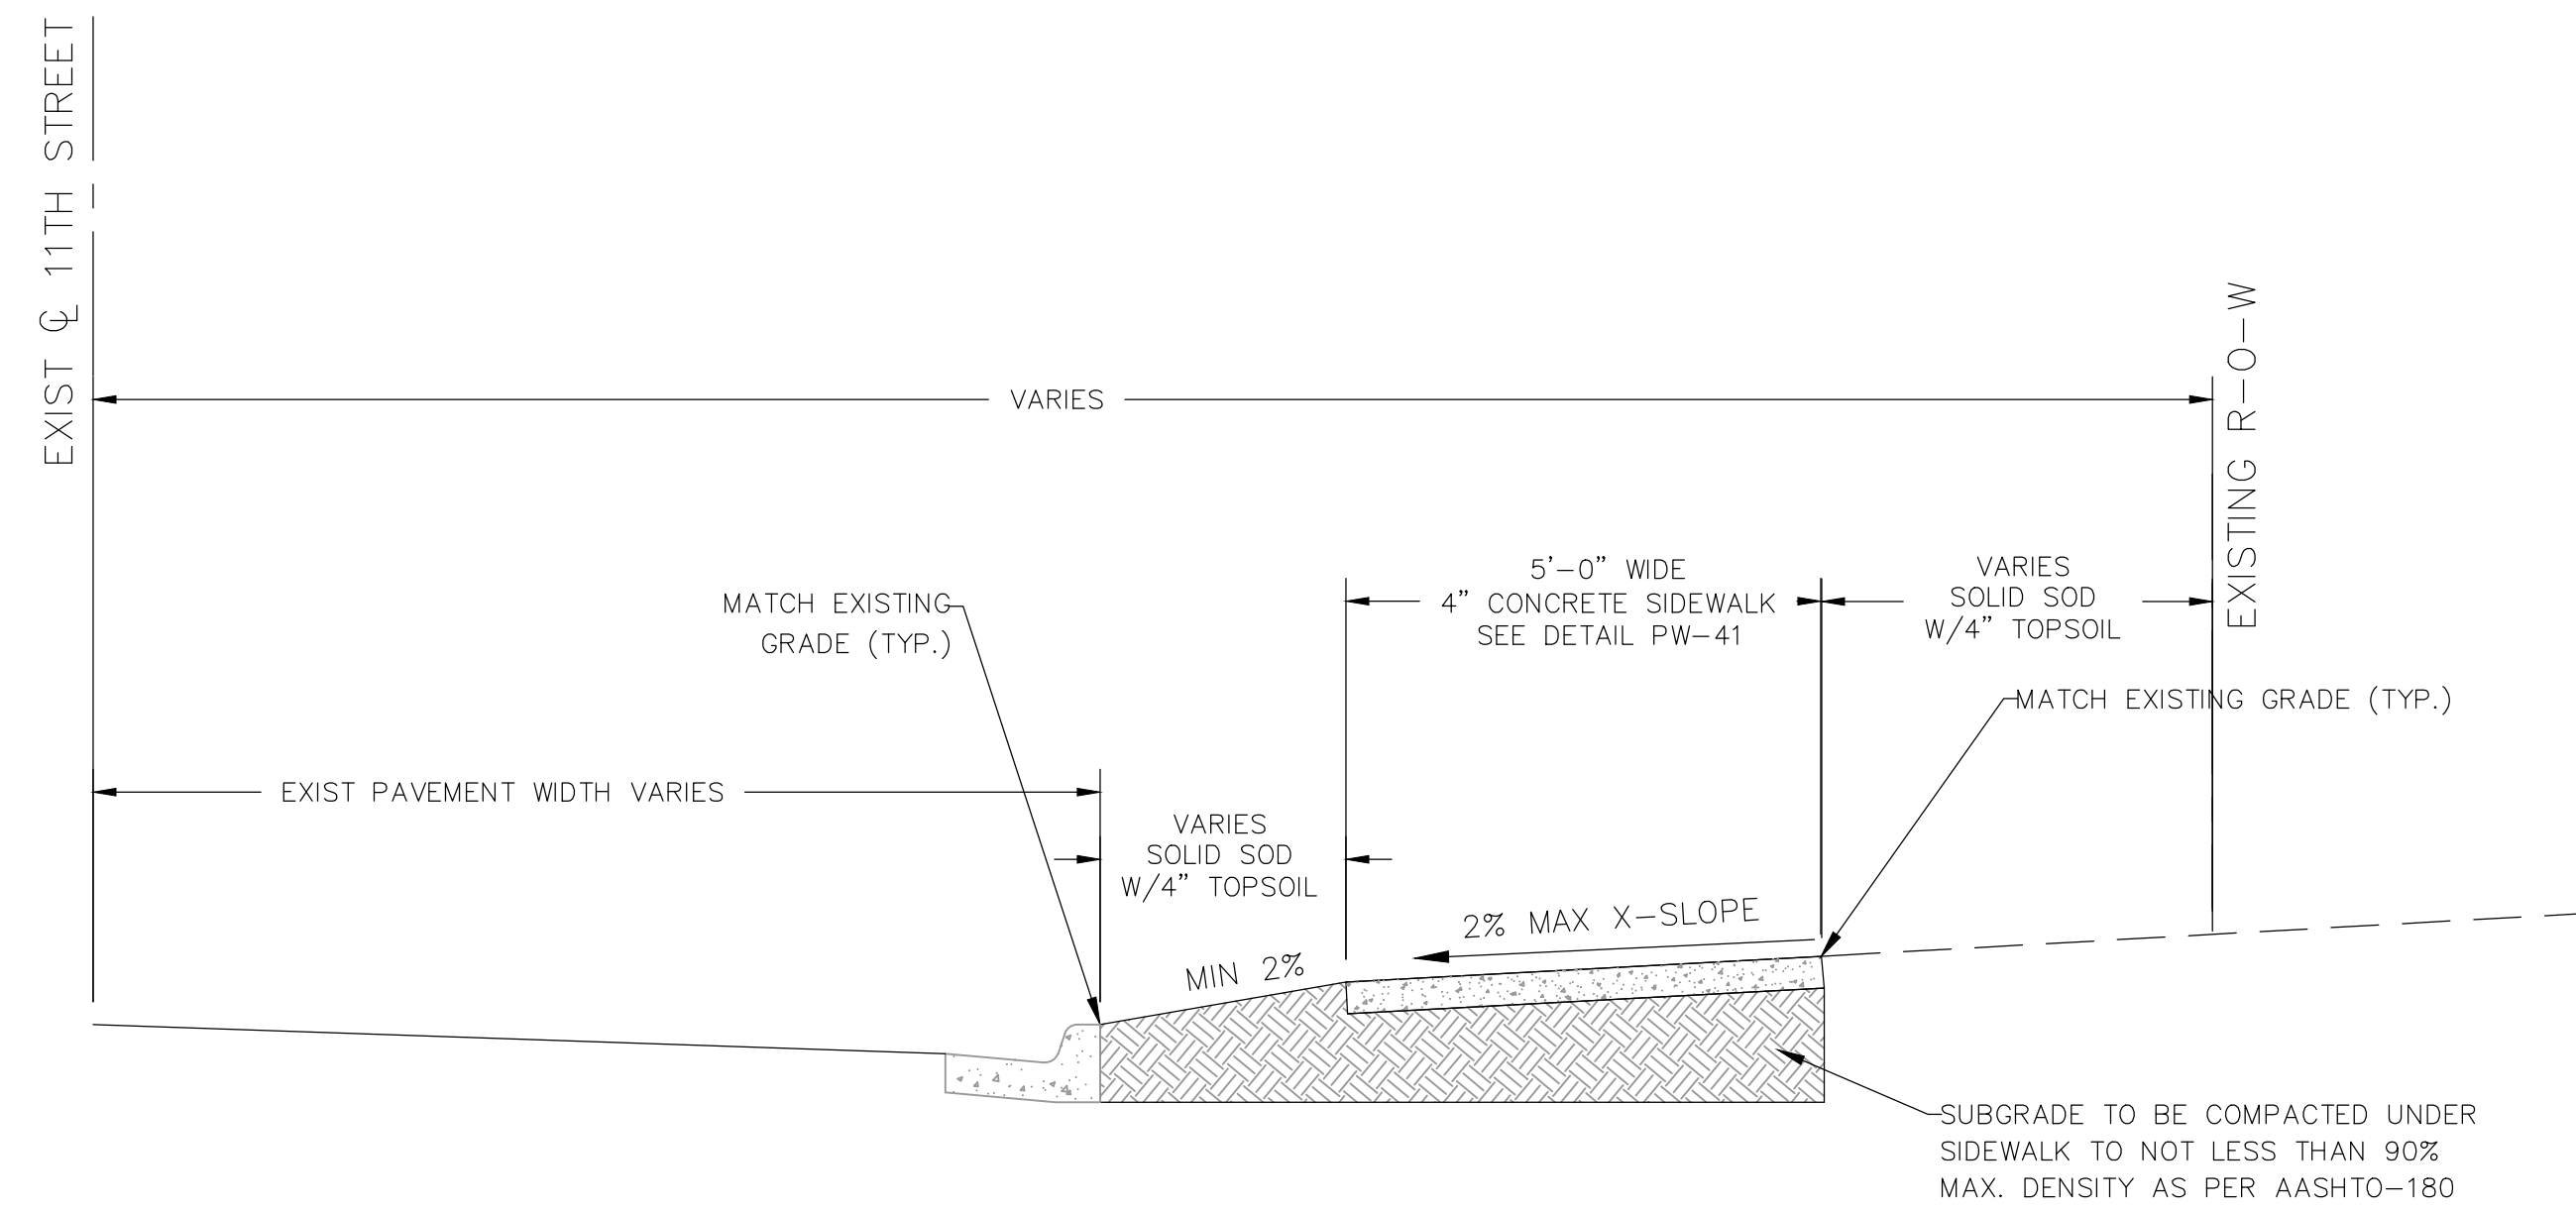 EXIST ℄ 11TH STREET
VARIES
EXISTING R-O-W
MATCH EXISTING
GRADE (TYP.)
5'-0" WIDE
4" CONCRETE SIDEWALK
SEE DETAIL PW-41
VARIES
SOLID SOD
W/4" TOPSOIL
MATCH EXISTING GRADE (TYP.)
EXIST PAVEMENT WIDTH VARIES
VARIES
SOLID SOD
W/4" TOPSOIL
MIN 2%
2% MAX X-SLOPE
SUBGRADE TO BE COMPACTED UNDER
SIDEWALK TO NOT LESS THAN 90%
MAX. DENSITY AS PER AASHTO-180